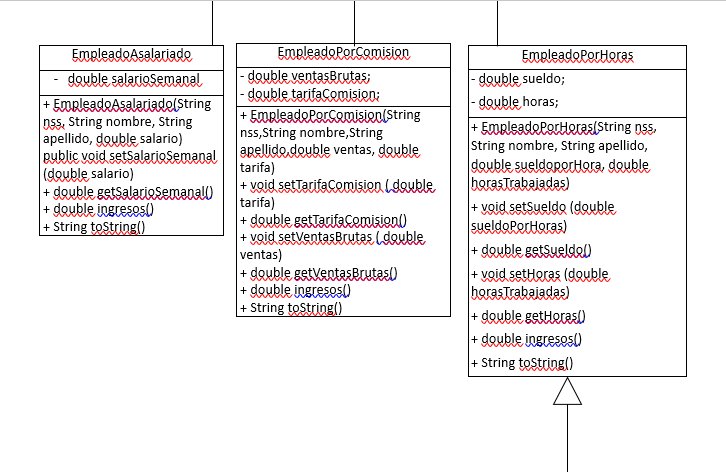 EmpleadoAsalariado
- double salarioSemanal
+ EmpleadoAsalariado(String
nss, String nombre, String
apellido, double salario)
public void setSalarioSemanal
(double salario)
+ double getSalarioSemanal()
+ double ingresos()
+ String toString()
EmpleadoPorComision
- double ventasBrutas;
- double tarifaComision;
+ EmpleadoPorComision(String
nss,String nombre,String
apellido,double ventas, double
tarifa)
+ void setTarifaComision ( double
tarifa)
+ double getTarifaComision()
+ void setVentasBrutas ( double
ventas)
+ double getVentasBrutas()
+ double ingresos()
+ String toString()
EmpleadoPorHoras
- double sueldo;
- double horas;
+ EmpleadoPorHoras(String nss,
String nombre, String apellido,
double sueldoporHora, double
horasTrabajadas)
+ void setSueldo (double
sueldoPorHoras)
+ double getSueldo()
+ void setHoras (double
horasTrabajadas)
+ double getHoras()
+ double ingresos()
+ String toString()